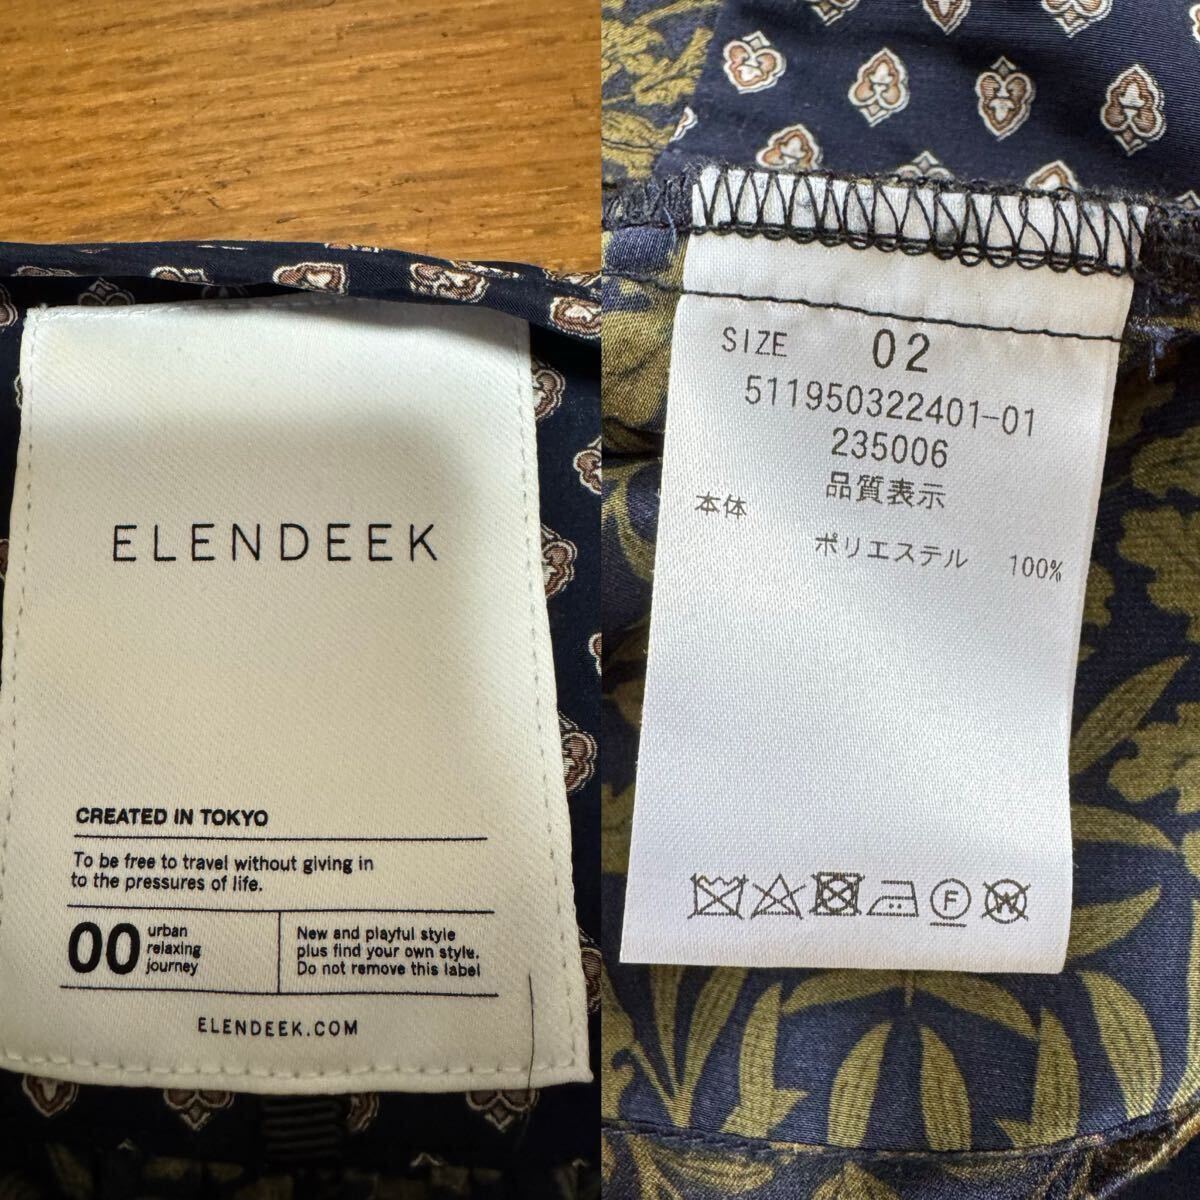 ELENDEEK
CREATED IN TOKYO
To be free to travel without giving in
to the pressures of life.
00
urban
relaxing
journey
New and playful style
plus find your own style.
Do not remove this label
ELENDEEK.COM
SIZE 02
511950322401-01
235006
品質表示
本体
ポリエステル 100%
F
W